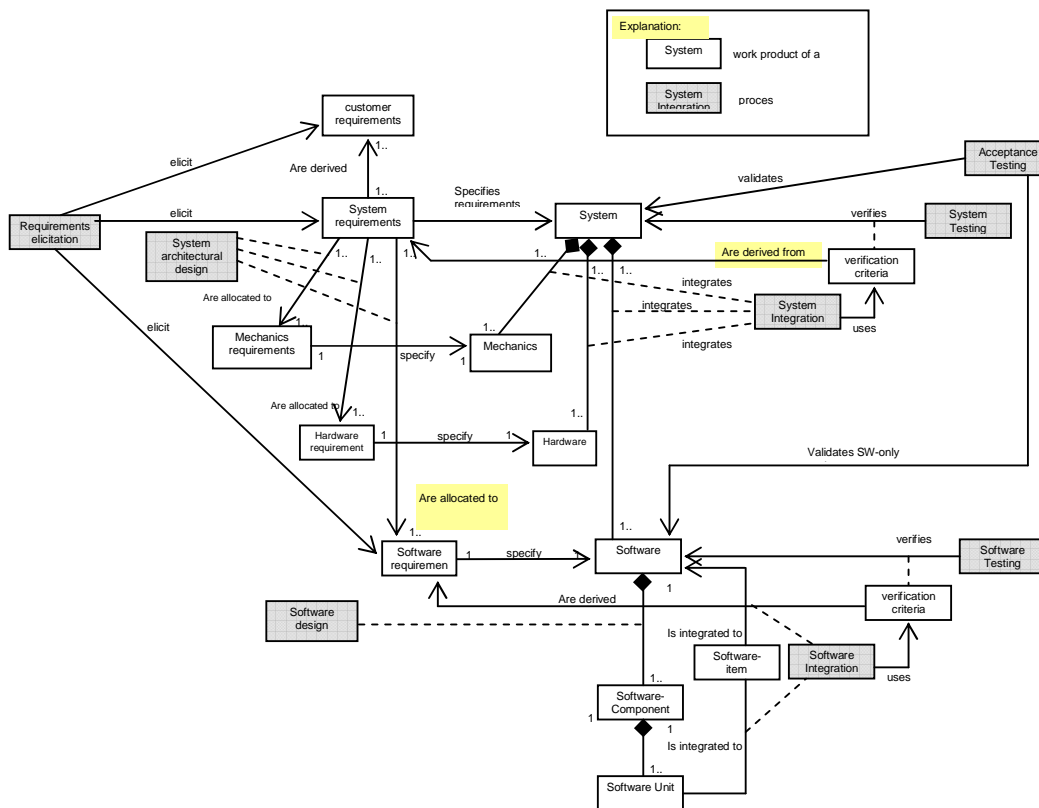 Explanation:
System
work product of a
System
Integration
proces
customer
requirements
1..
elicit
Are derived
1..
Acceptance
Testing
validates
Requirements
elicitation
elicit
System
requirements
Specifies
requirements
System
verifies
System
Testing
System
architectural
design
1..
1..
1..
1..
1..
1..
Are derived from
verification
criteria
Are allocated to
integrates
integrates
integrates
System
Integration
uses
elicit
1..
Mechanics
requirements
1
specify
1..
1
Mechanics
Are allocated to
1..
1..
Hardware
requirement
1
specify
1
Hardware
Validates SW-only
Are allocated to
1..
1..
Software
requiremen
1
specify
1
Software
verifies
Software
Testing
1
Are derived
verification
criteria
Software
design
Is integrated to
Software-
item
Software
Integration
uses
1..
Software-
Component
1
1
Is integrated to
1..
Software Unit